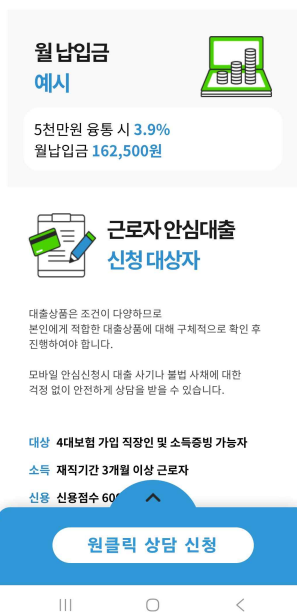 월 납입금
예시
5천만원 융통 시 3.9%
월납입금 162,500원
근로자 안심대출
신청 대상자
대출상품은 조건이 다양하므로
본인에게 적합한 대출상품에 대해 구체적으로 확인 후
진행하여야 합니다.
모바일 안심신청시 대출 사기나 불법 사채에 대한
걱정 없이 안전하게 상담을 받을 수 있습니다.
대상 4대보험 가입 직장인 및 소득증빙 가능자
소득 재직기간 3개월 이상 근로자
신용 신용점수
원클릭 상담 신청